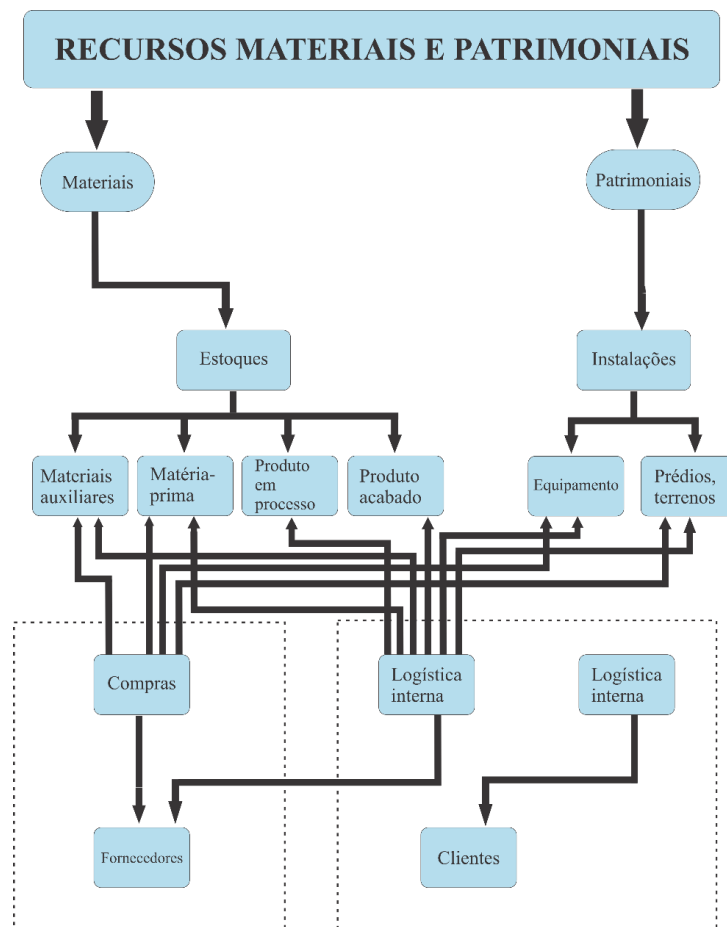 RECURSOS MATERIAIS E PATRIMONIAIS
Materiais
Patrimoniais
Estoques
Instalações
Materiais
auxiliares
Matéria-
prima
Produto
em
processo
Produto
acabado
Equipamento
Prédios,
terrenos
Compras
Logística
interna
Logística
interna
Fornecedores
Clientes